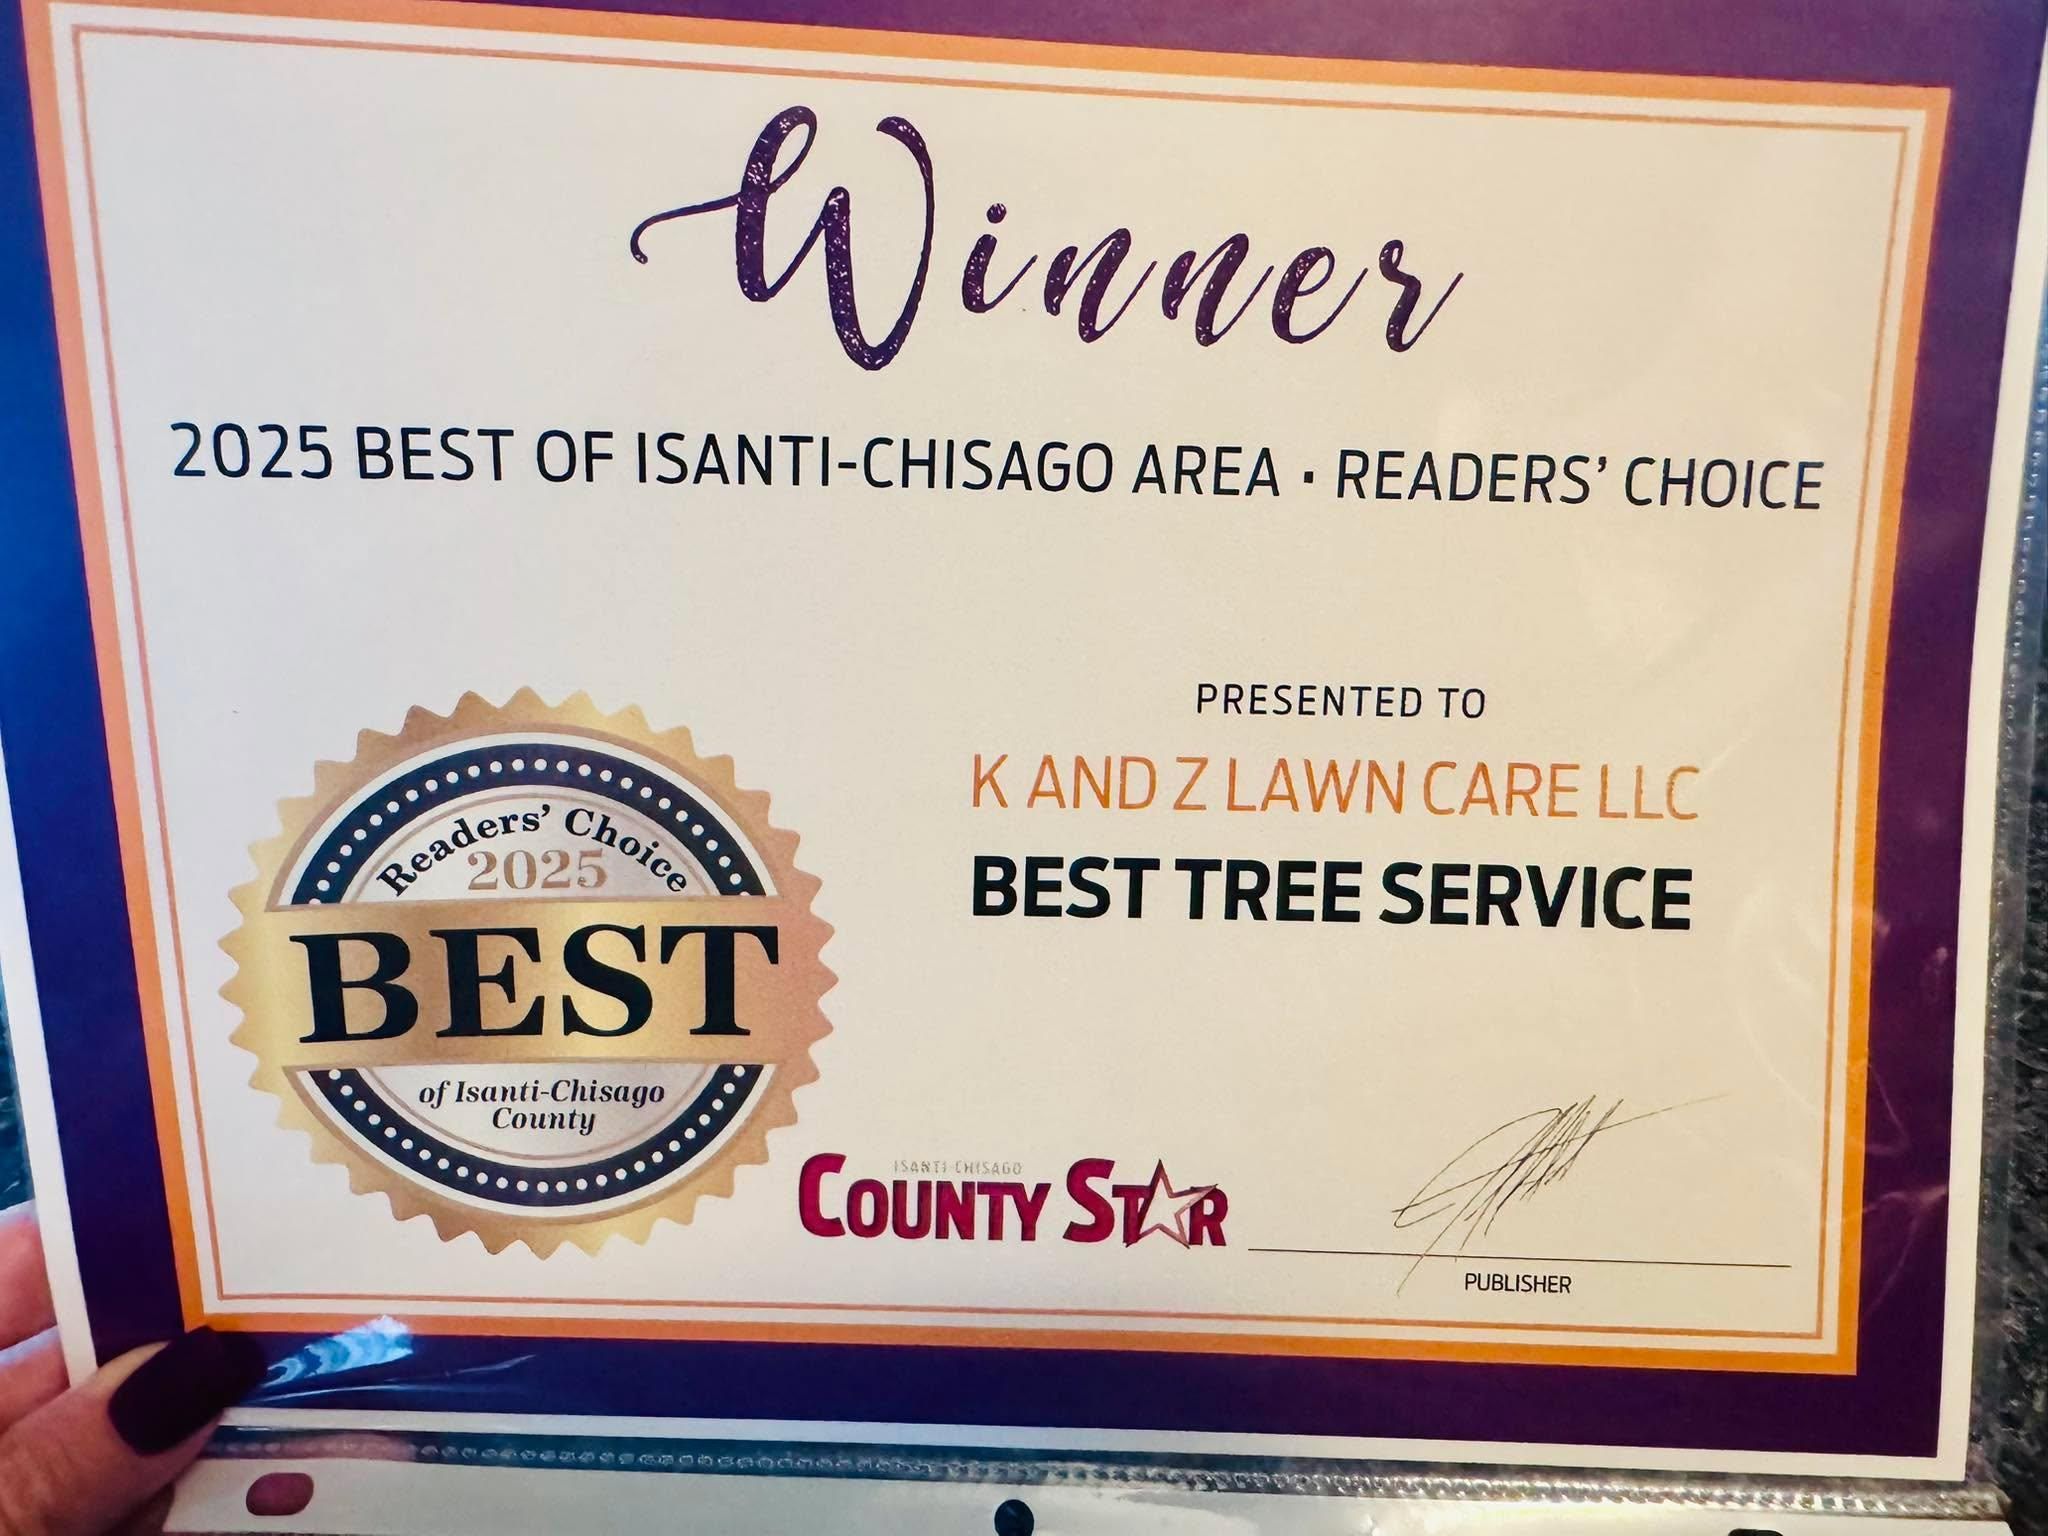 Winner
2025 BEST OF ISANTI-CHISAGO AREA · READERS’ CHOICE
PRESENTED TO
K AND Z LAWN CARE LLC
BEST TREE SERVICE
Readers’ Choice
2025
BEST
of Isanti-Chisago
County
ISANTI-CHISAGO
COUNTY STAR
PUBLISHER